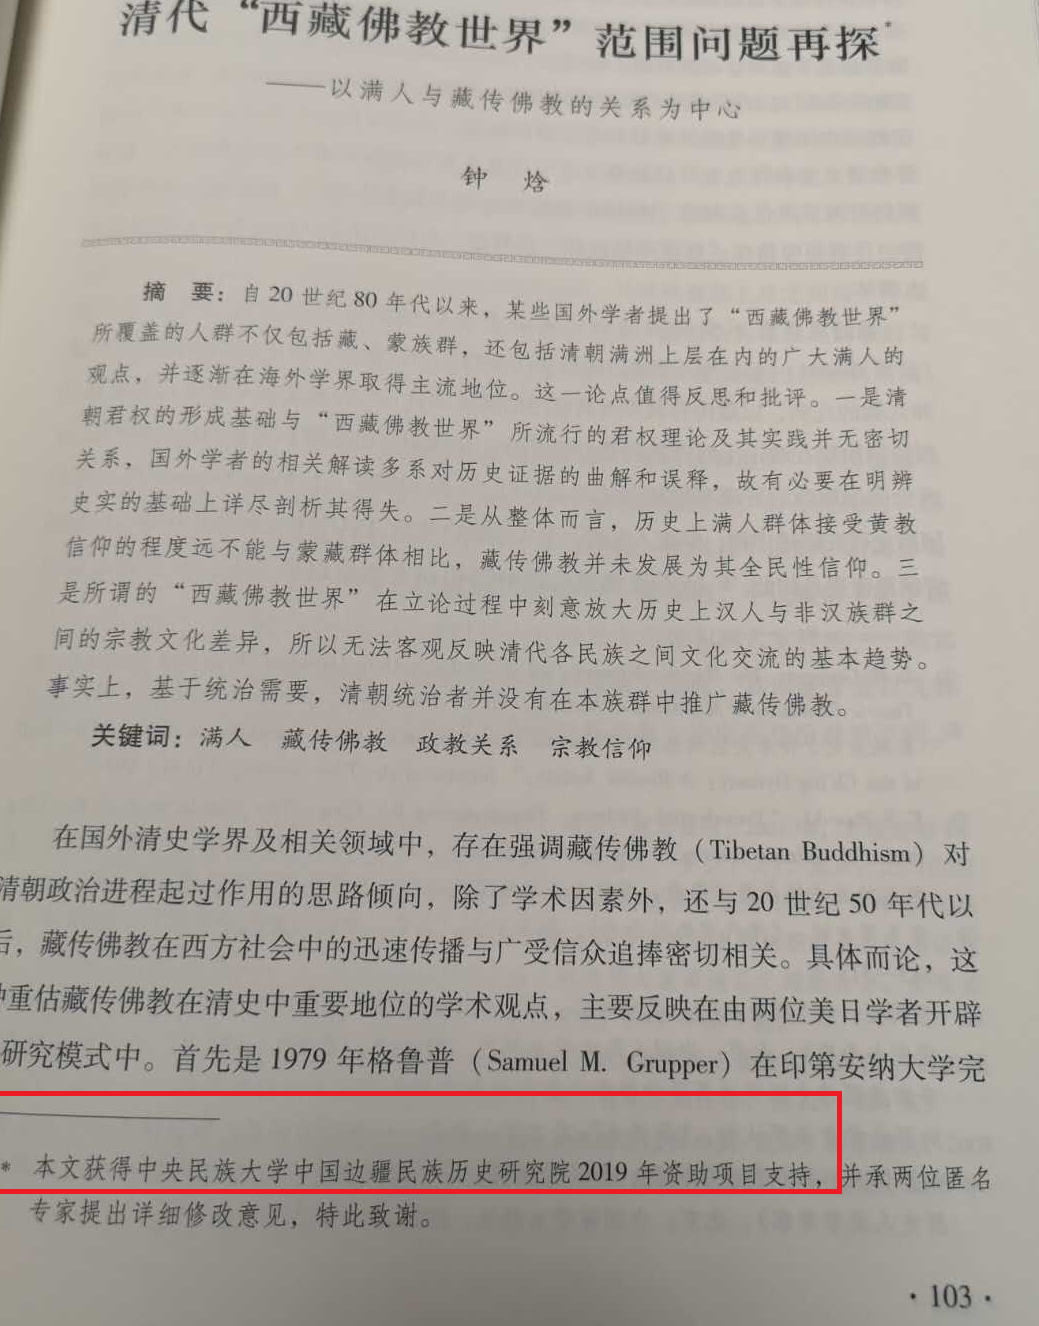 清代“西藏佛教世界”范围问题再探*
——以满人与藏传佛教的关系为中心
钟 焓
摘 要：自20世纪80年代以来，某些国外学者提出了“西藏佛教世界”
所覆盖的人群不仅包括藏、蒙族群，还包括清朝满洲上层在内的广大满人的
观点，并逐渐在海外学界取得主流地位。这一论点值得反思和批评。一是清
朝君权的形成基础与“西藏佛教世界”所流行的君权理论及其实践并无密切
关系，国外学者的相关解读多系对历史证据的曲解和误释，故有必要在明辨
史实的基础上详尽剖析其得失。二是从整体而言，历史上满人群体接受黄教
信仰的程度远不能与蒙藏群体相比，藏传佛教并未发展为其全民性信仰。三
是所谓的“西藏佛教世界”在立论过程中刻意放大历史上汉人与非汉族群之
间的宗教文化差异，所以无法客观反映清代各民族之间文化交流的基本趋势。
事实上，基于统治需要，清朝统治者并没有在本族群中推广藏传佛教。
关键词：满人 藏传佛教 政教关系 宗教信仰
在国外清史学界及相关领域中，存在强调藏传佛教（Tibetan Buddhism）对
清朝政治进程起过作用的思路倾向，除了学术因素外，还与20世纪50年代以
后，藏传佛教在西方社会中的迅速传播与广受信众追捧密切相关。具体而论，这
种重估藏传佛教在清史中重要地位的学术观点，主要反映在由两位美日学者开辟
研究模式中。首先是1979年格鲁普（Samuel M. Grupper）在印第安纳大学完
* 本文获得中央民族大学中国边疆民族历史研究院2019年资助项目支持，并承两位匿名
专家提出详细修改意见，特此致谢。
·103·